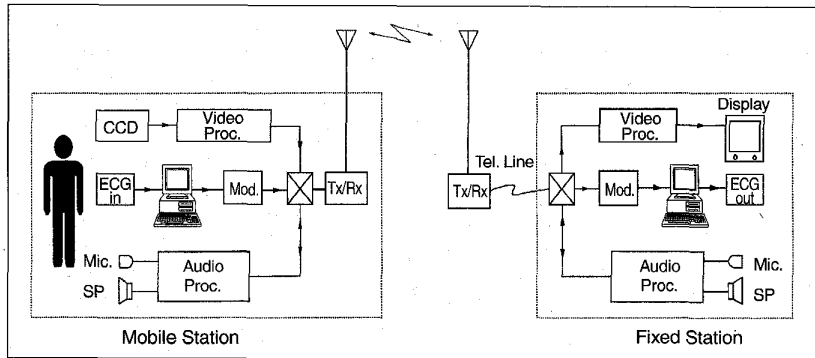 CCD
Video
Proc.
ECG
in
Mod.
Tx/Rx
Mic.
SP
Audio
Proc.
Mobile Station
Tx/Rx
Tel. Line
Video
Proc.
Display
Mod.
ECG
out
Audio
Proc.
Mic.
SP
Fixed Station